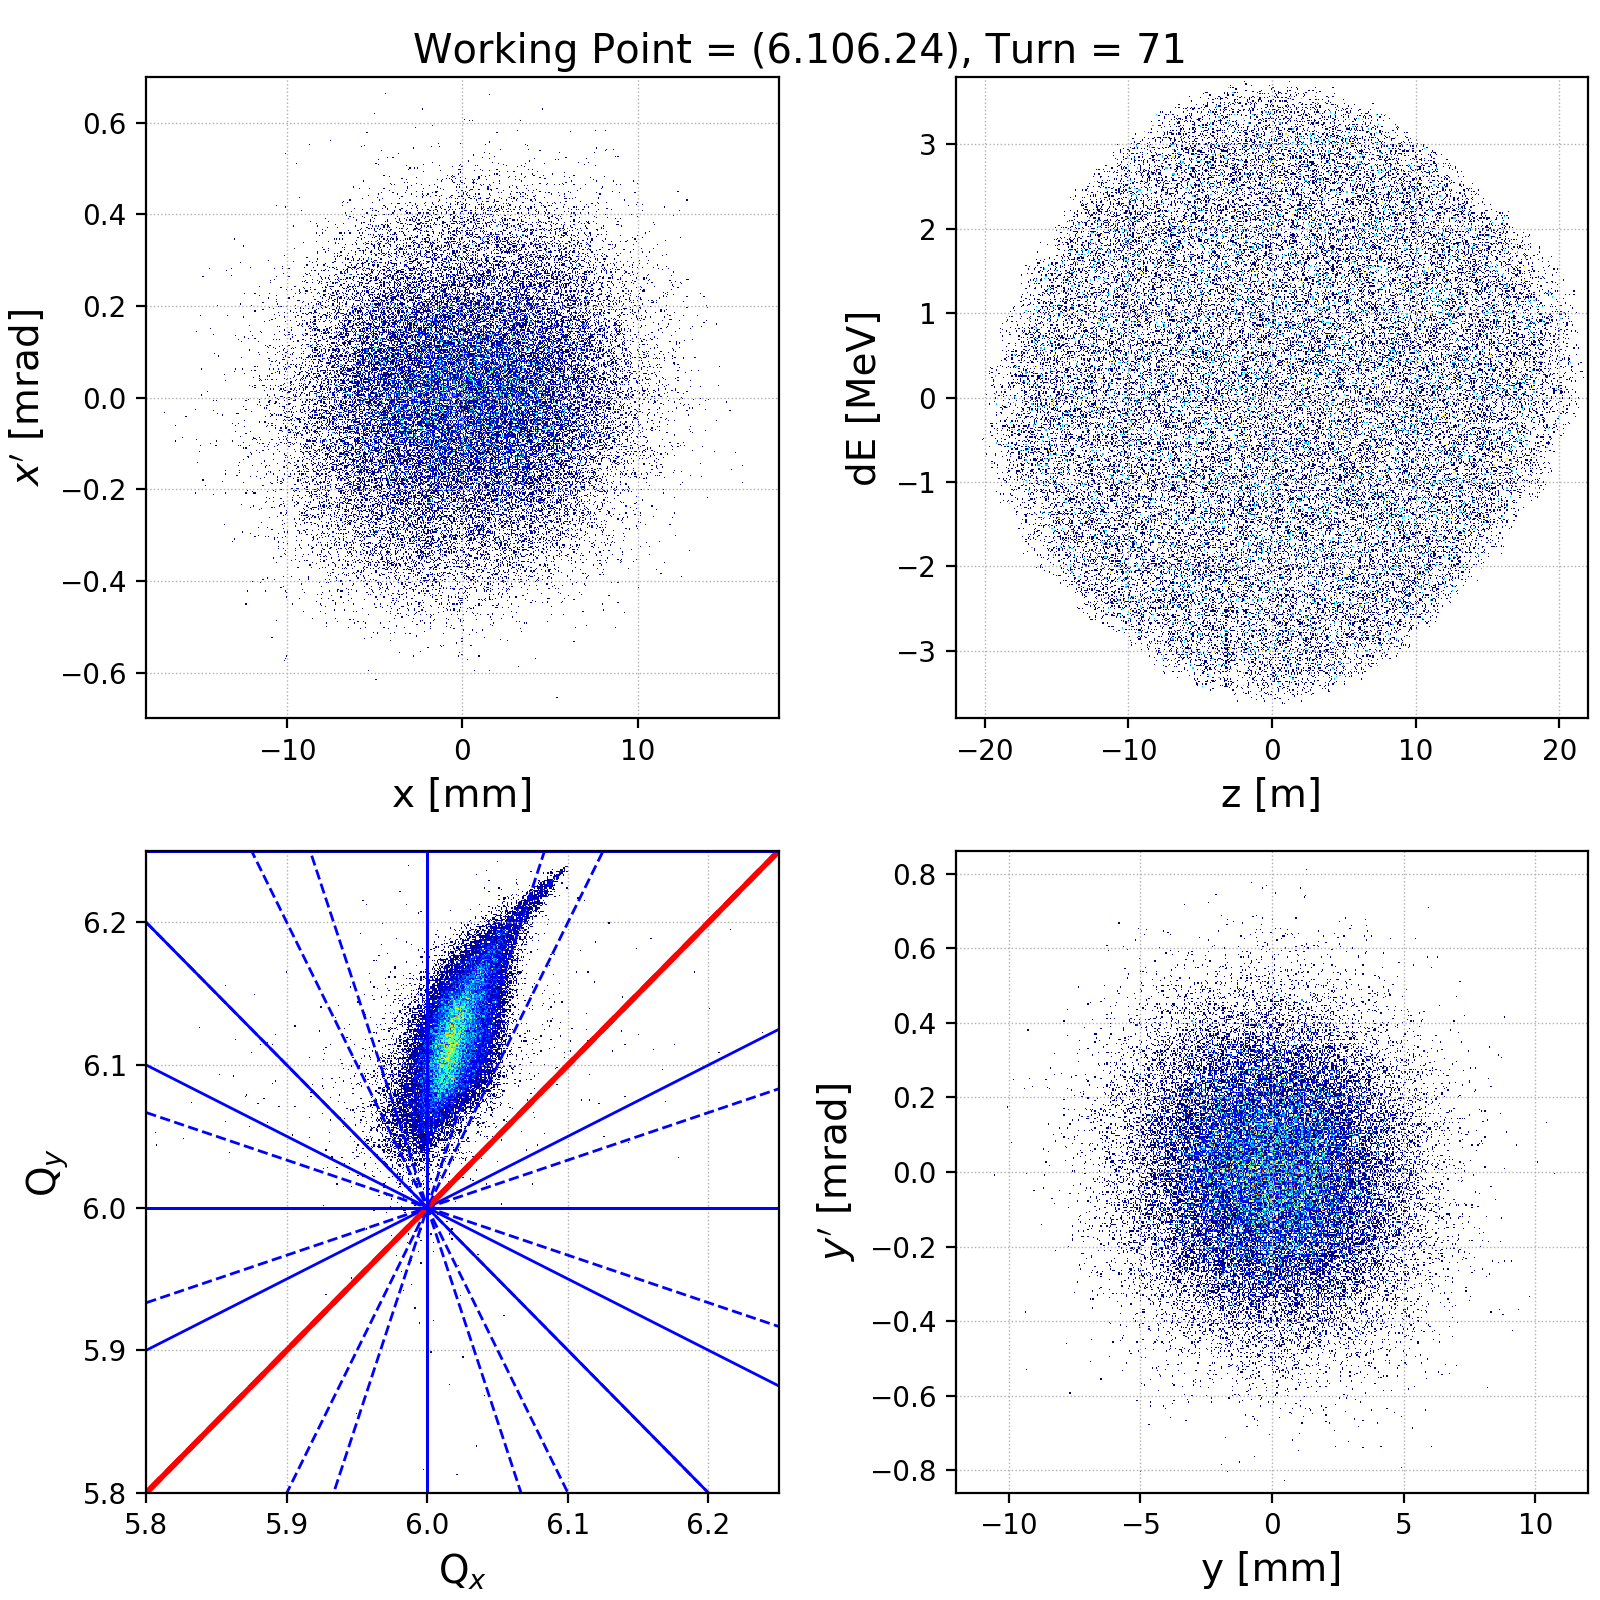 Working Point = (6.106.24), Turn = 71
0.6
0.4
0.2
0.0
−0.2
−0.4
−0.6
x′ [mrad]
−10 0 10
x [mm]
3
2
1
0
−1
−2
−3
dE [MeV]
−20 −10 0 10 20
z [m]
6.2
6.1
6.0
5.9
5.8
Qy
5.8 5.9 6.0 6.1 6.2
Qx
0.8
0.6
0.4
0.2
0.0
−0.2
−0.4
−0.6
−0.8
y′ [mrad]
−10 −5 0 5 10
y [mm]